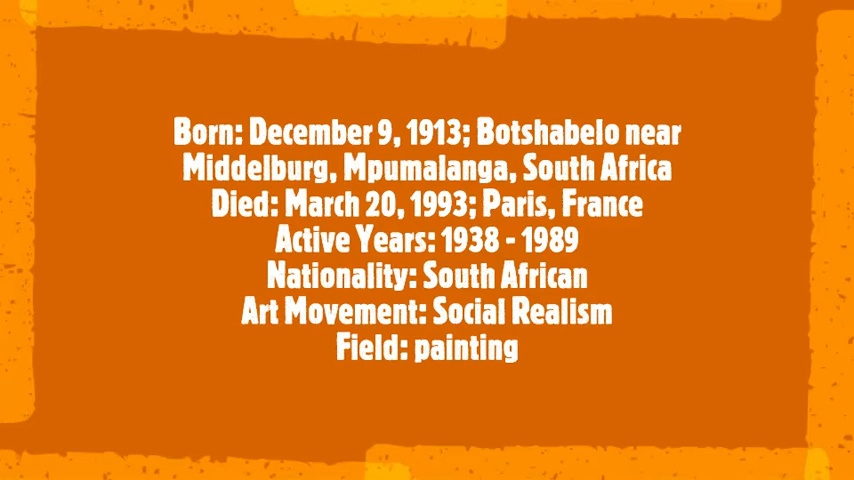 Born: December 9, 1913; Botshabelo near
Middelburg, Mpumalanga, South Africa
Died: March 20, 1993; Paris, France
Active Years: 1938 - 1989
Nationality: South African
Art Movement: Social Realism
Field: painting